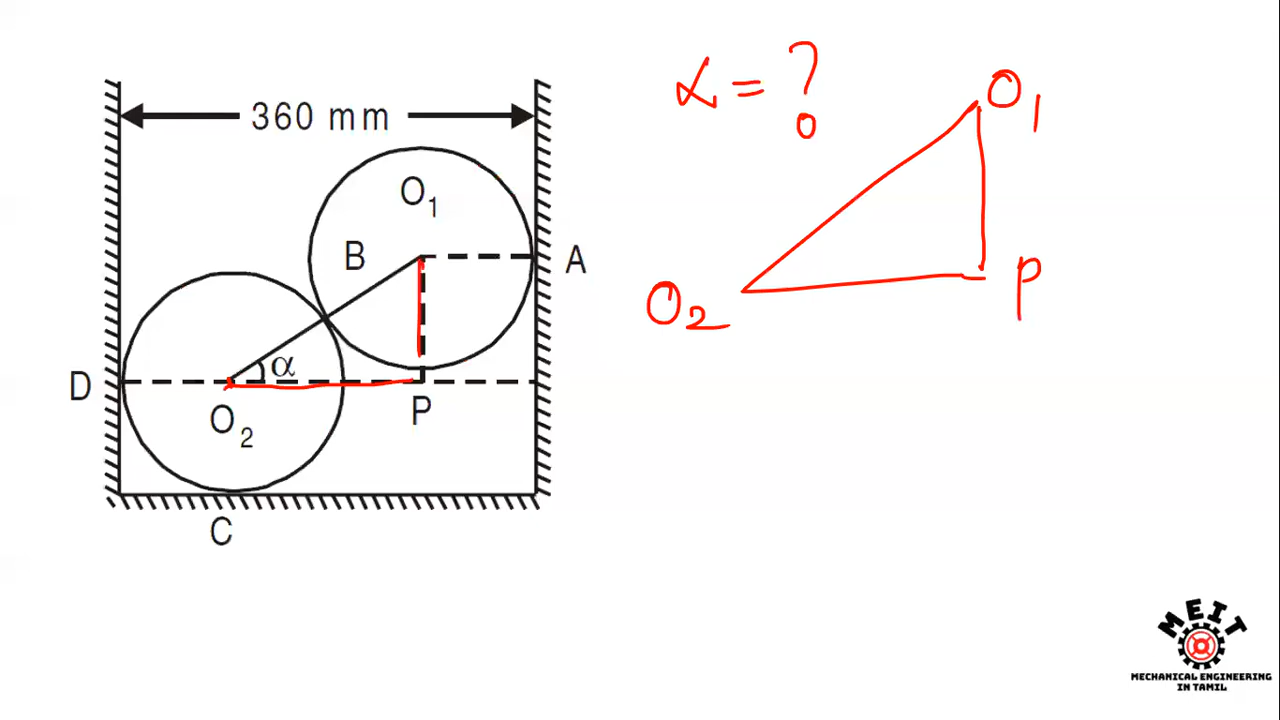 360 mm
O1
B
A
D
α
P
O2
C
α = ?
O1
O2
P
MEIT
MECHANICAL ENGINEERING
IN TAMIL